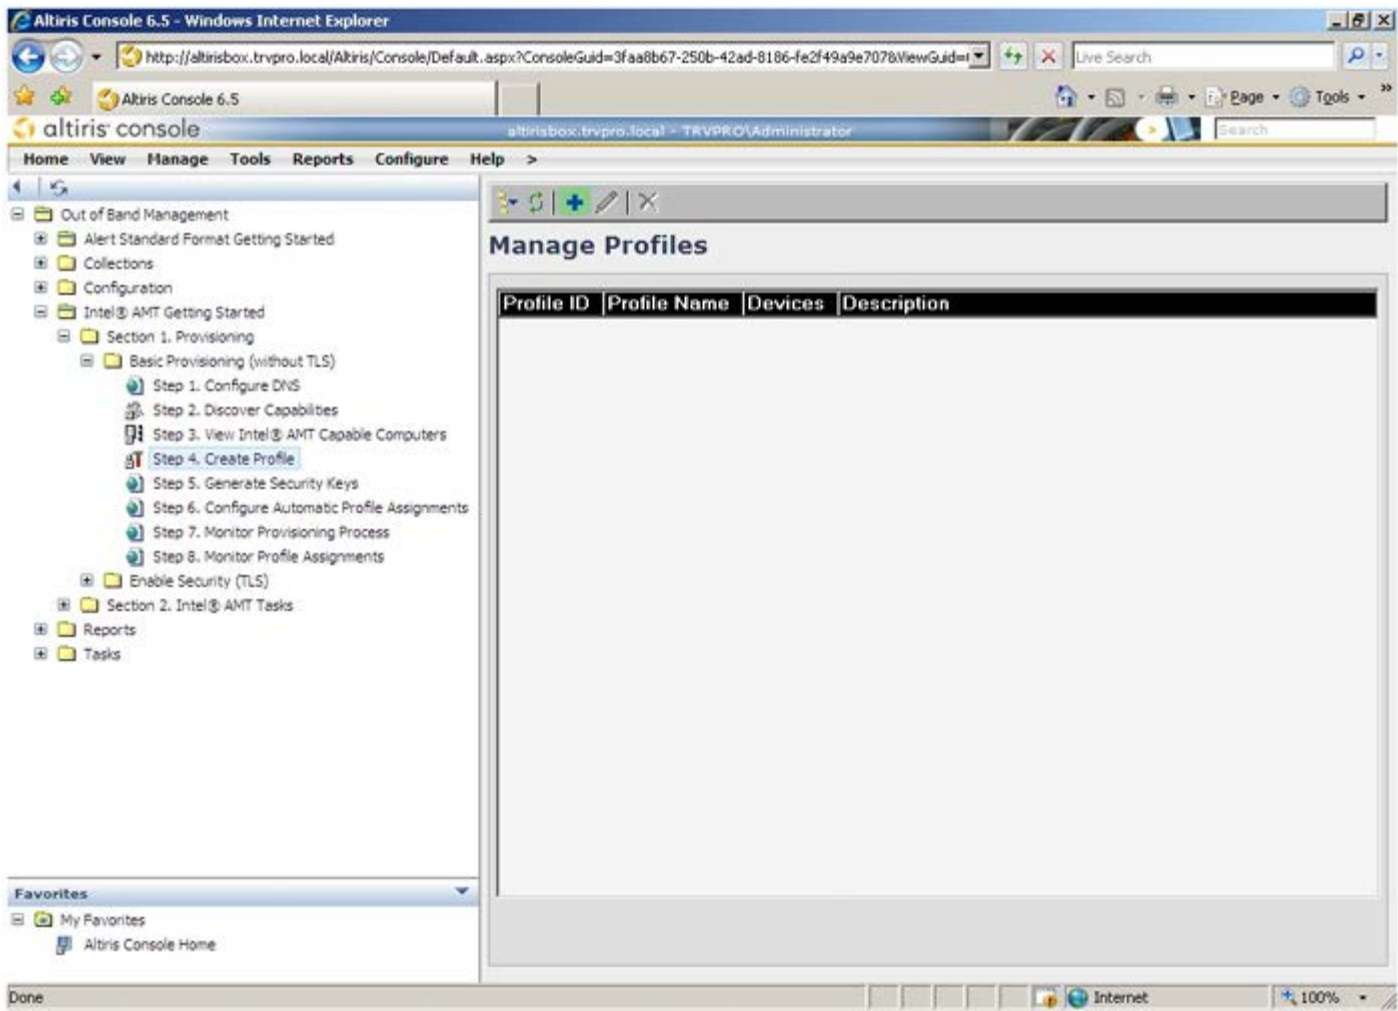 Altiris Console 6.5 - Windows Internet Explorer
http://altirisbox.trvpro.local/Altiris/Console/Default.aspx?ConsoleGuid=3faa8b67-250b-42ad-8186-fe2f49a9e707&ViewGuid=
Live Search
Altiris Console 6.5
Page
Tools
altiris console
altirisbox.trvpro.local - TRVPRO\Administrator
Search
Home View Manage Tools Reports Configure Help >
Out of Band Management
Alert Standard Format Getting Started
Collections
Configuration
Intel® AMT Getting Started
Section 1. Provisioning
Basic Provisioning (without TLS)
Step 1. Configure DNS
Step 2. Discover Capabilities
Step 3. View Intel® AMT Capable Computers
Step 4. Create Profile
Step 5. Generate Security Keys
Step 6. Configure Automatic Profile Assignments
Step 7. Monitor Provisioning Process
Step 8. Monitor Profile Assignments
Enable Security (TLS)
Section 2. Intel® AMT Tasks
Reports
Tasks
Manage Profiles
Profile ID Profile Name Devices Description
Favorites
My Favorites
Altiris Console Home
Done
Internet
100%